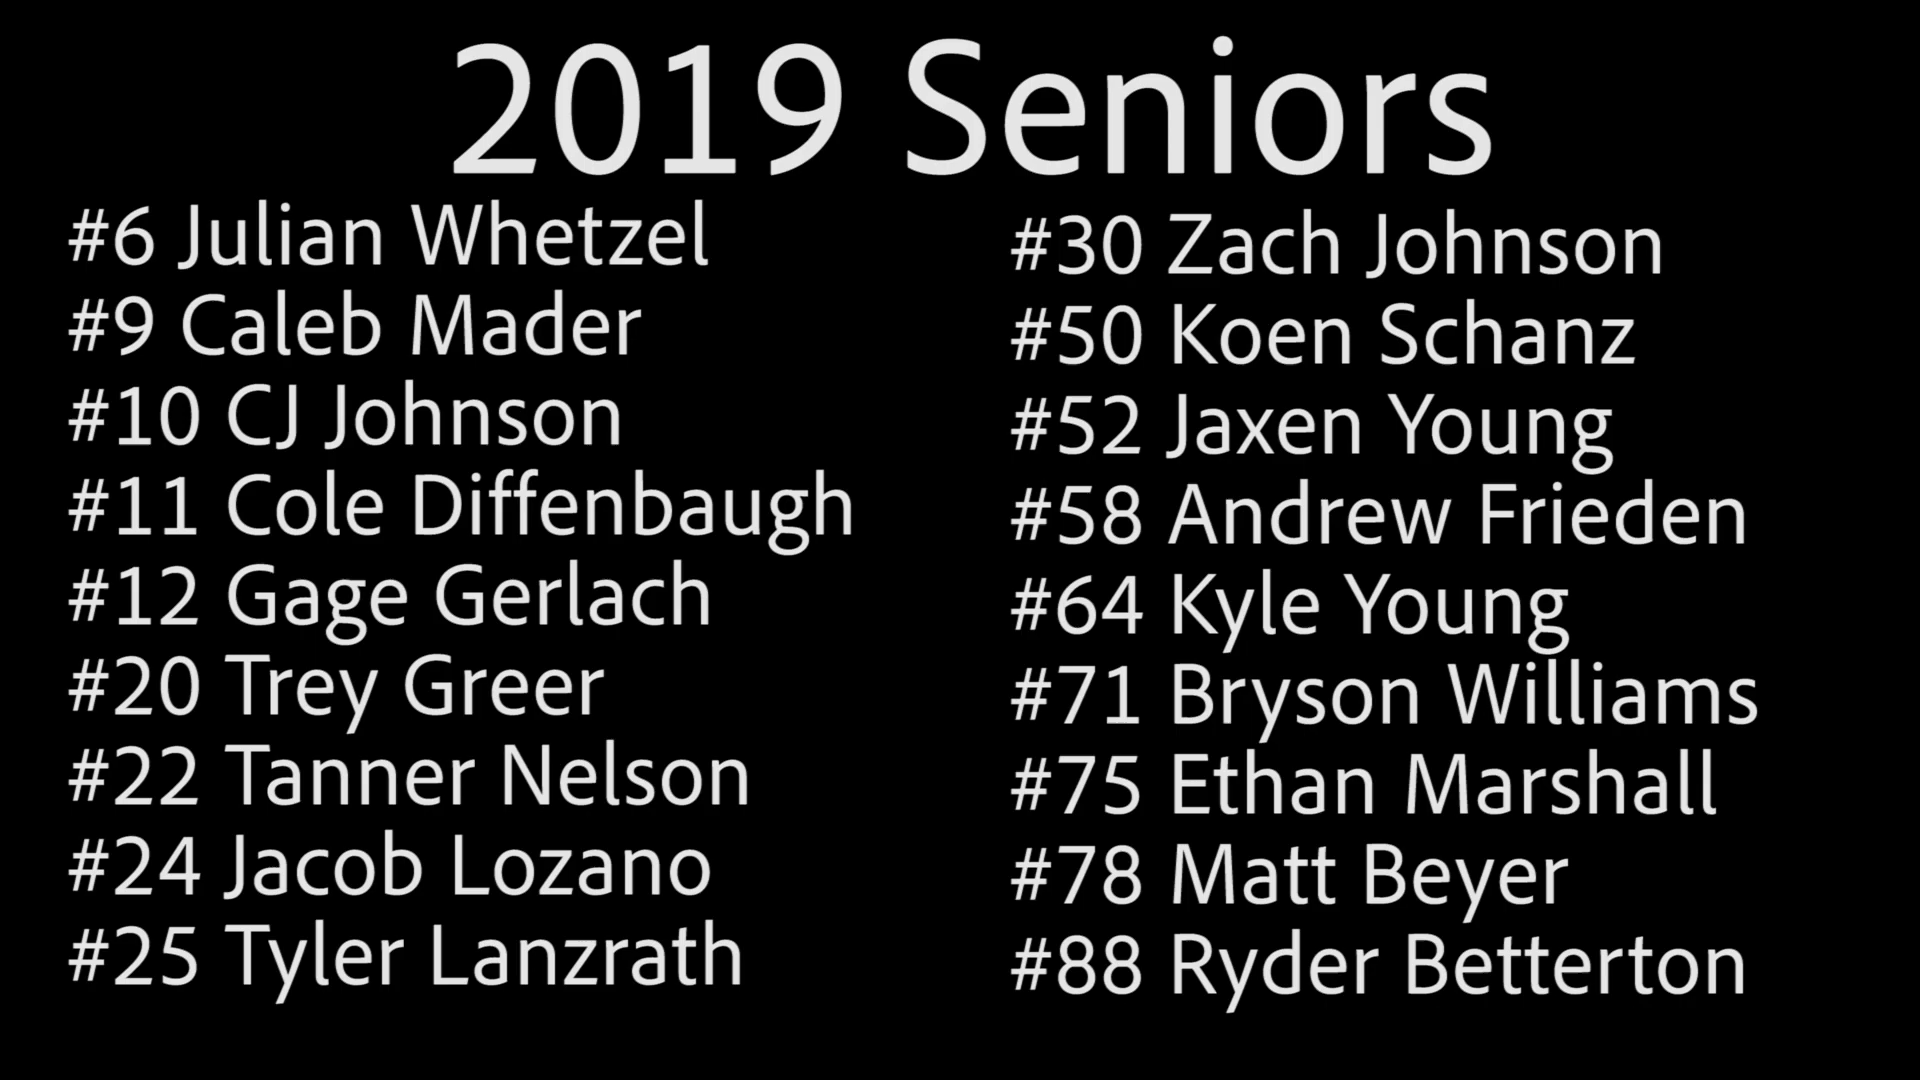 2019 Seniors
#6 Julian Whetzel
#9 Caleb Mader
#10 CJ Johnson
#11 Cole Diffenbaugh
#12 Gage Gerlach
#20 Trey Greer
#22 Tanner Nelson
#24 Jacob Lozano
#25 Tyler Lanzrath
#30 Zach Johnson
#50 Koen Schanz
#52 Jaxen Young
#58 Andrew Frieden
#64 Kyle Young
#71 Bryson Williams
#75 Ethan Marshall
#78 Matt Beyer
#88 Ryder Betterton